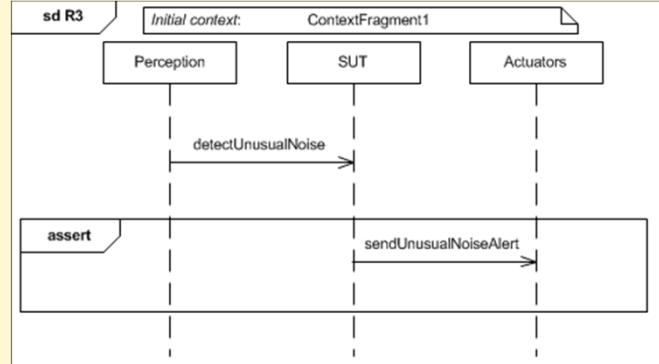 sd R3
Initial context: ContextFragment1
Perception SUT Actuators
detectUnusualNoise
assert
sendUnusualNoiseAlert